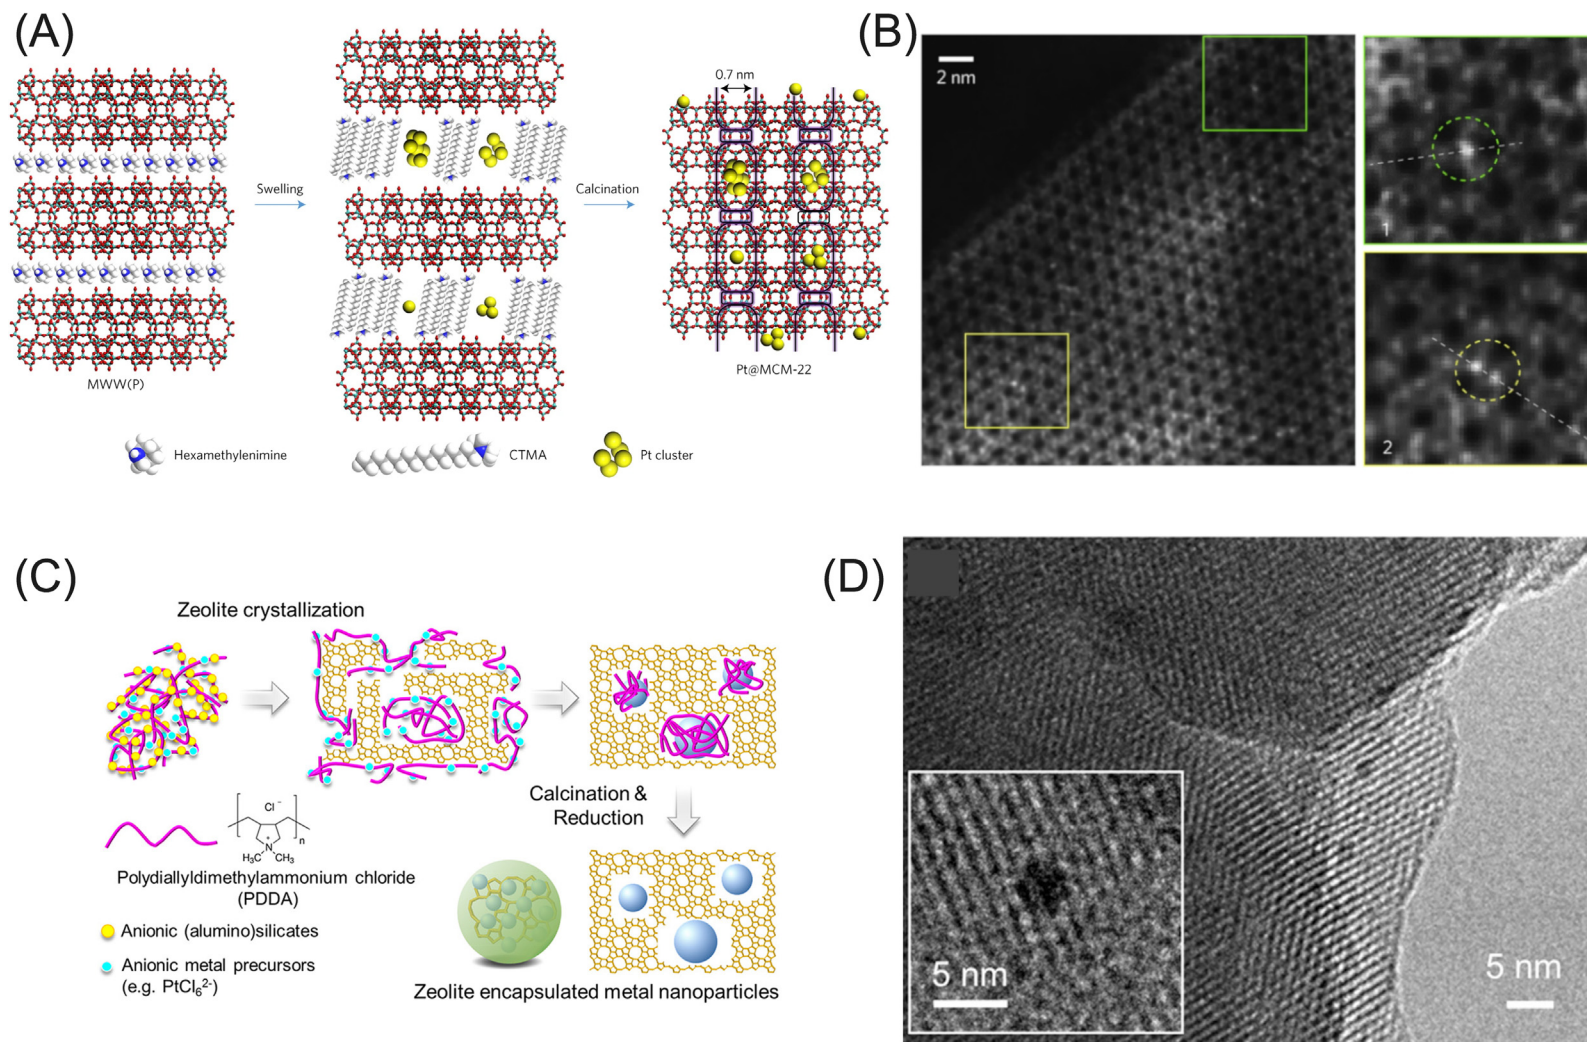 (A)
0.7 nm
Swelling
Calcination
MWW(P)
Pt@MCM-22
Hexamethylenimine
CTMA
Pt cluster
(B)
2 nm
1
2
(C)
Zeolite crystallization
Calcination &
Reduction
Cl⁻
N⁺
n
H₃C CH₃
Polydiallyldimethylammonium chloride
(PDDA)
Anionic (alumino)silicates
Anionic metal precursors
(e.g. PtCl₆²⁻)
Zeolite encapsulated metal nanoparticles
(D)
5 nm
5 nm